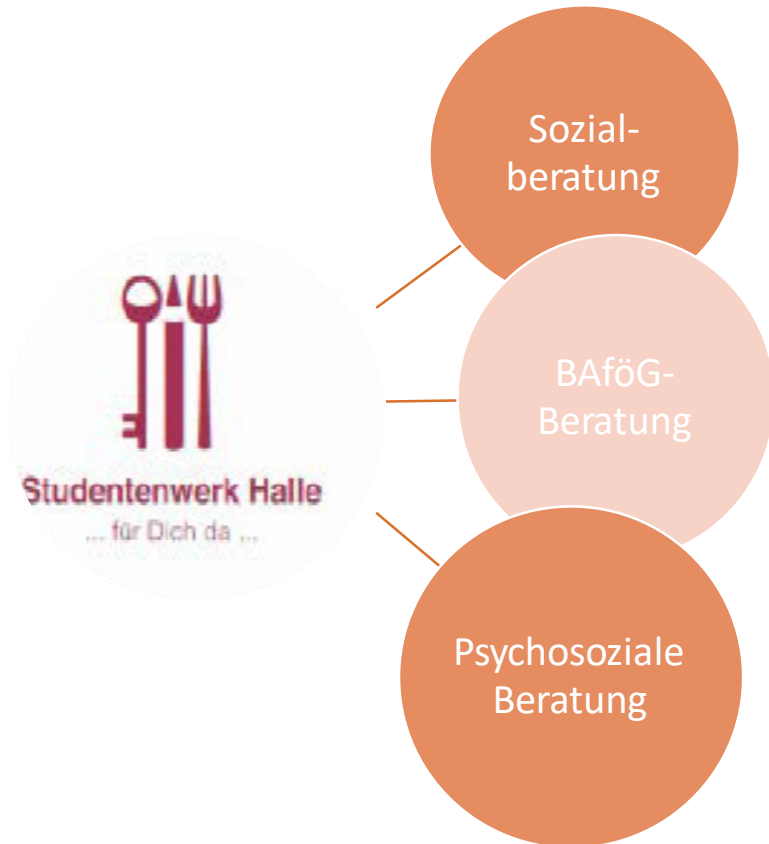 Sozial-
beratung
BAföG-
Beratung
Studentenwerk Halle
... für Dich da ...
Psychosoziale
Beratung